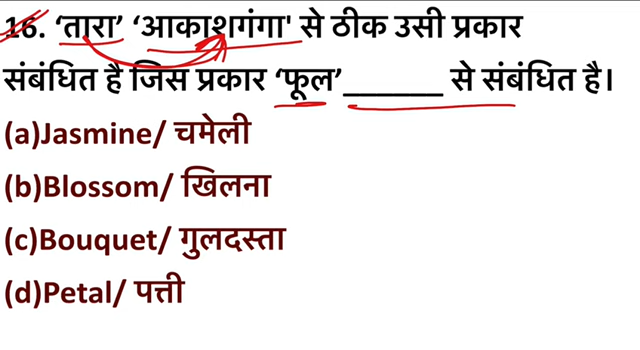 16. ‘तारा’ ‘आकाशगंगा' से ठीक उसी प्रकार
संबंधित है जिस प्रकार ‘फूल’______ से संबंधित है।
(a)Jasmine/ चमेली
(b)Blossom/ खिलना
(c)Bouquet/ गुलदस्ता
(d)Petal/ पत्ती